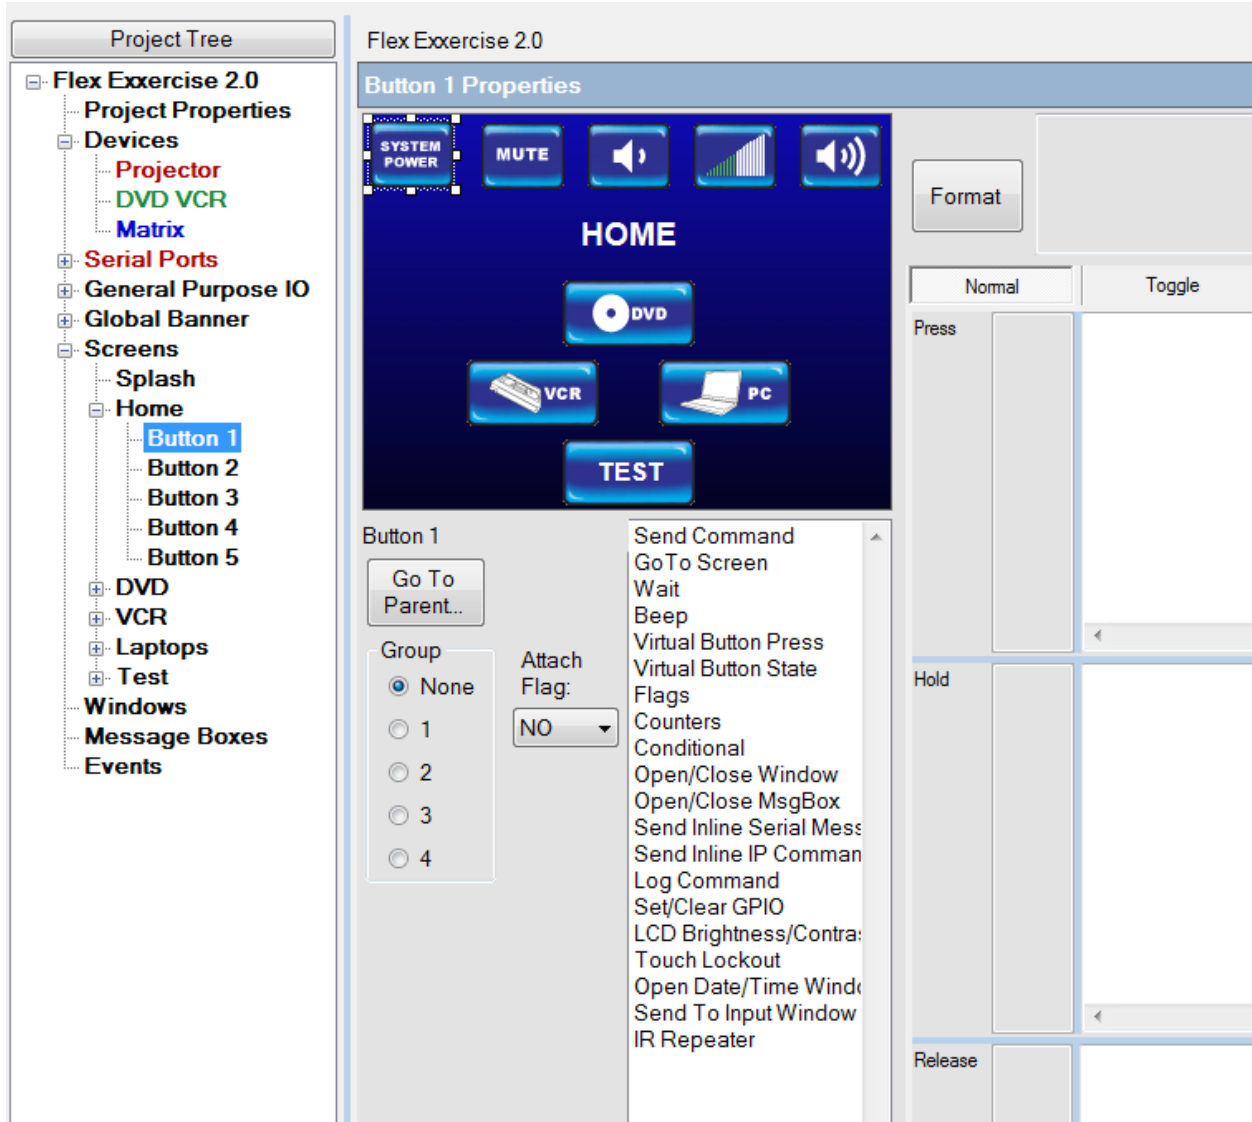 Project Tree
Flex Exxercise 2.0
Project Properties
Devices
Projector
DVD VCR
Matrix
Serial Ports
General Purpose IO
Global Banner
Screens
Splash
Home
Button 1
Button 2
Button 3
Button 4
Button 5
DVD
VCR
Laptops
Test
Windows
Message Boxes
Events
Flex Exxercise 2.0
Button 1 Properties
SYSTEM
POWER
MUTE
HOME
DVD
VCR
PC
TEST
Button 1
Go To
Parent...
Group
None
1
2
3
4
Attach
Flag:
NO
Send Command
GoTo Screen
Wait
Beep
Virtual Button Press
Virtual Button State
Flags
Counters
Conditional
Open/Close Window
Open/Close MsgBox
Send Inline Serial Mess
Send Inline IP Comman
Log Command
Set/Clear GPIO
LCD Brightness/Contras
Touch Lockout
Open Date/Time Windo
Send To Input Window
IR Repeater
Format
Normal
Toggle
Press
Hold
Release